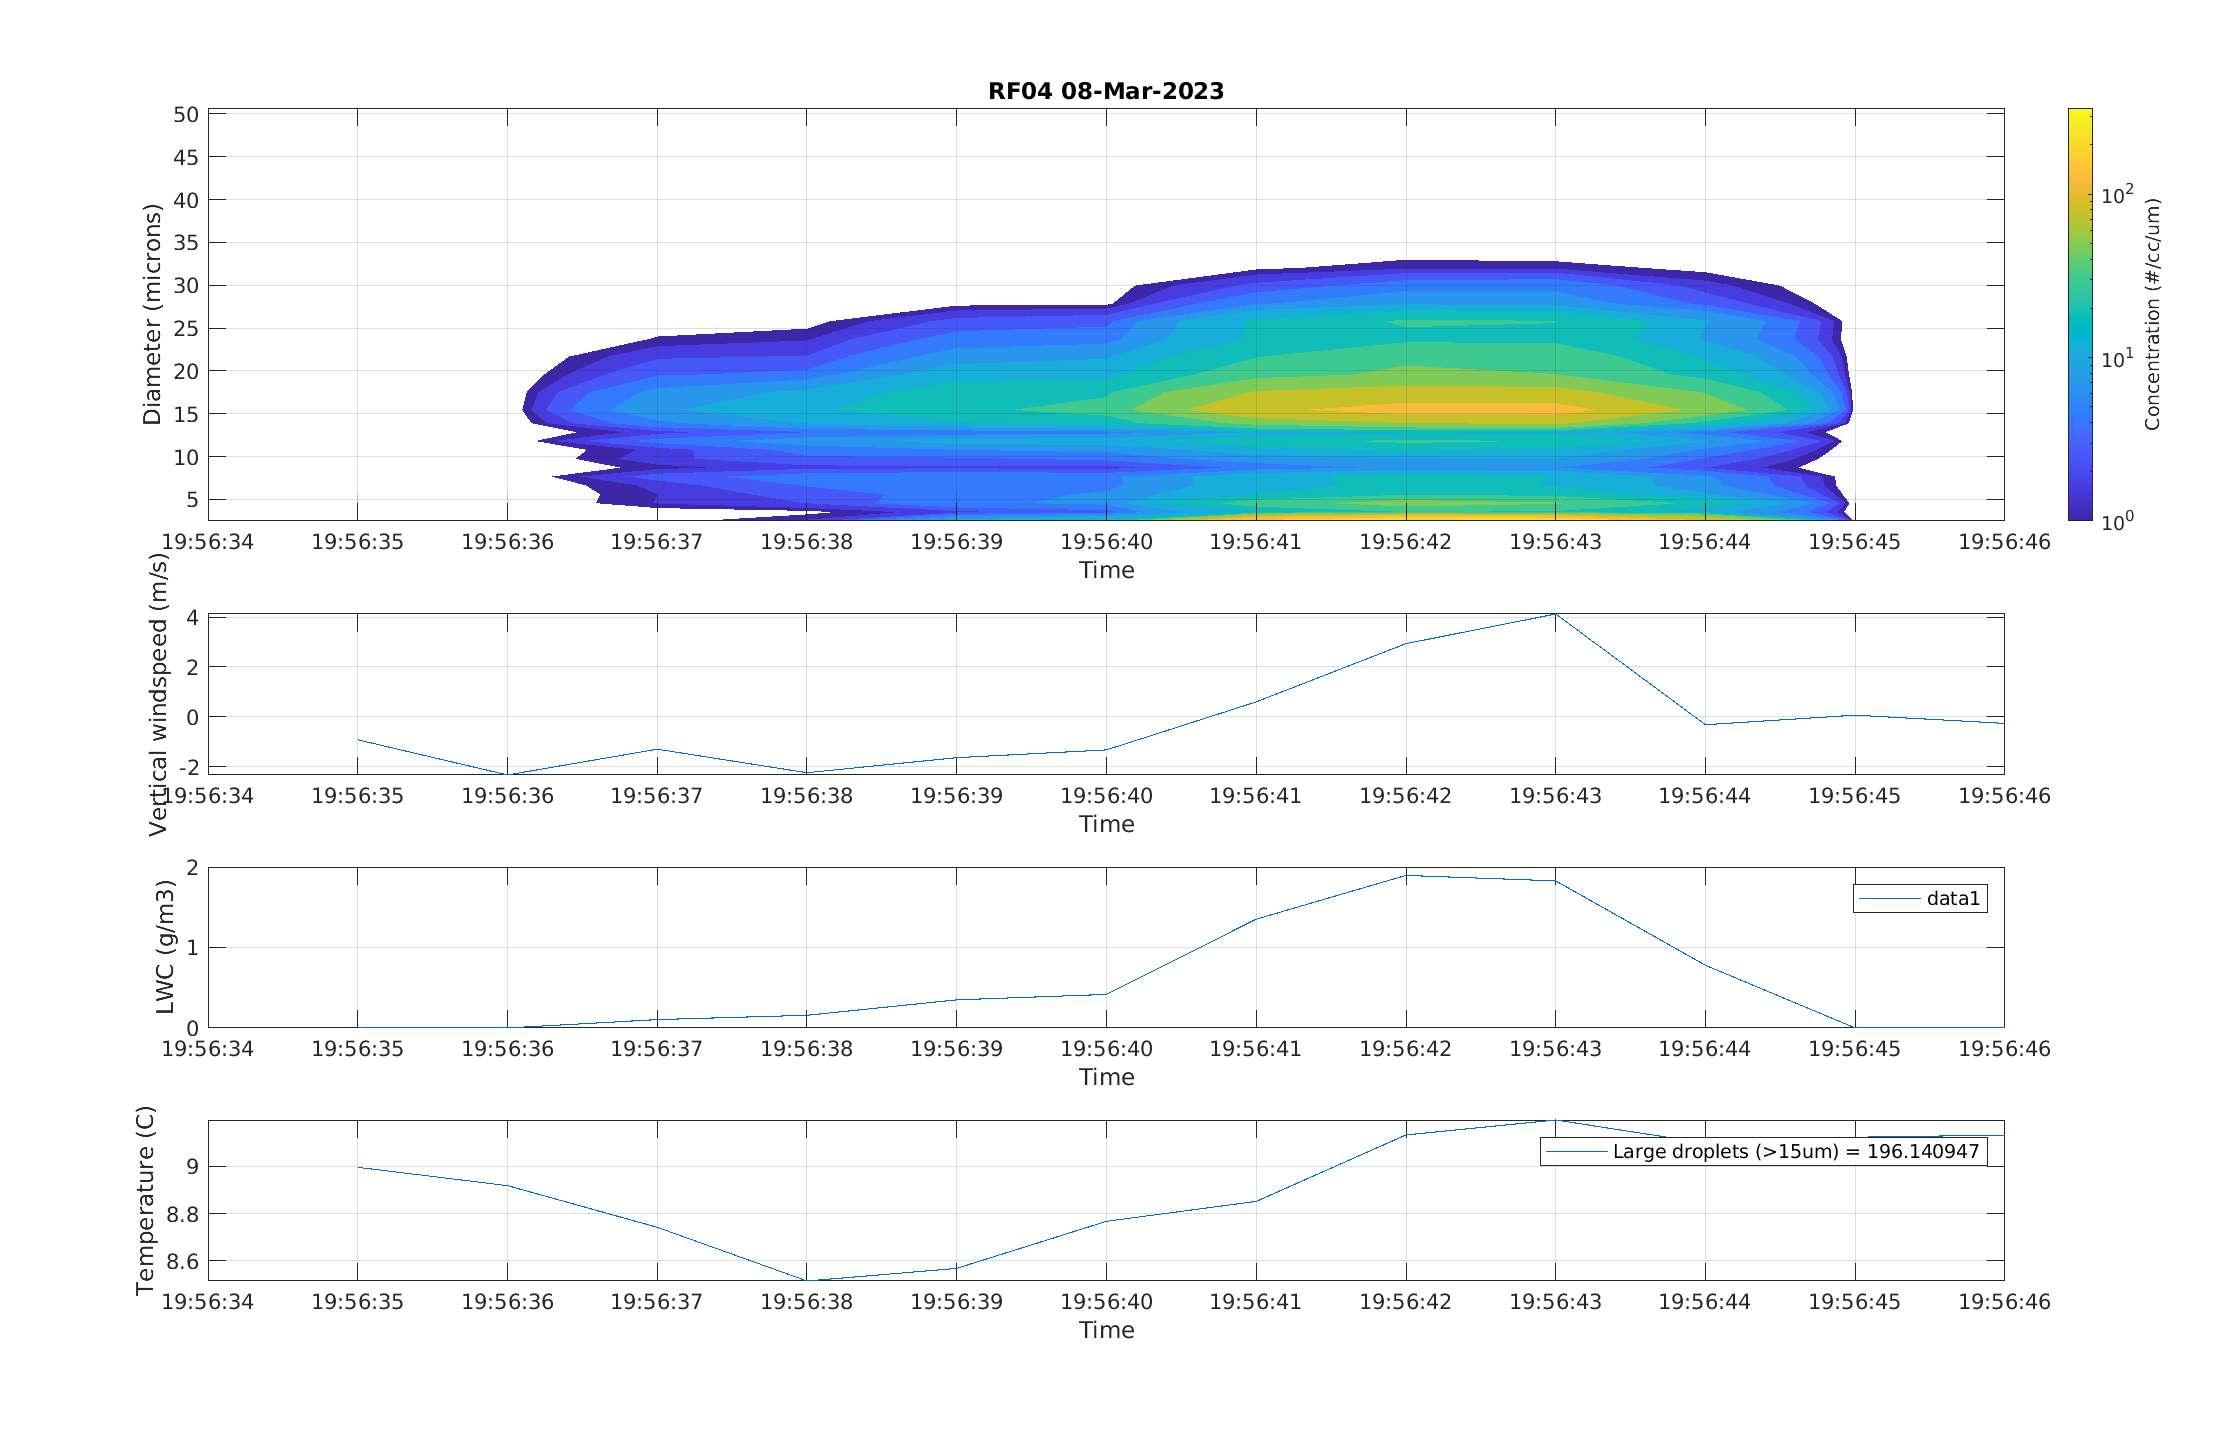 RF04 08-Mar-2023
50
45
40
35
30
25
20
15
10
5
Diameter (microns)
19:56:34 19:56:35 19:56:36 19:56:37 19:56:38 19:56:39 19:56:40 19:56:41 19:56:42 19:56:43 19:56:44 19:56:45 19:56:46
Time
10^2
10^1
10^0
Concentration (#/cc/um)
4
2
0
-2
Vertical windspeed (m/s)
19:56:34 19:56:35 19:56:36 19:56:37 19:56:38 19:56:39 19:56:40 19:56:41 19:56:42 19:56:43 19:56:44 19:56:45 19:56:46
Time
2
1
0
LWC (g/m3)
data1
19:56:34 19:56:35 19:56:36 19:56:37 19:56:38 19:56:39 19:56:40 19:56:41 19:56:42 19:56:43 19:56:44 19:56:45 19:56:46
Time
9
8.8
8.6
Temperature (C)
Large droplets (>15um) = 196.140947
19:56:34 19:56:35 19:56:36 19:56:37 19:56:38 19:56:39 19:56:40 19:56:41 19:56:42 19:56:43 19:56:44 19:56:45 19:56:46
Time